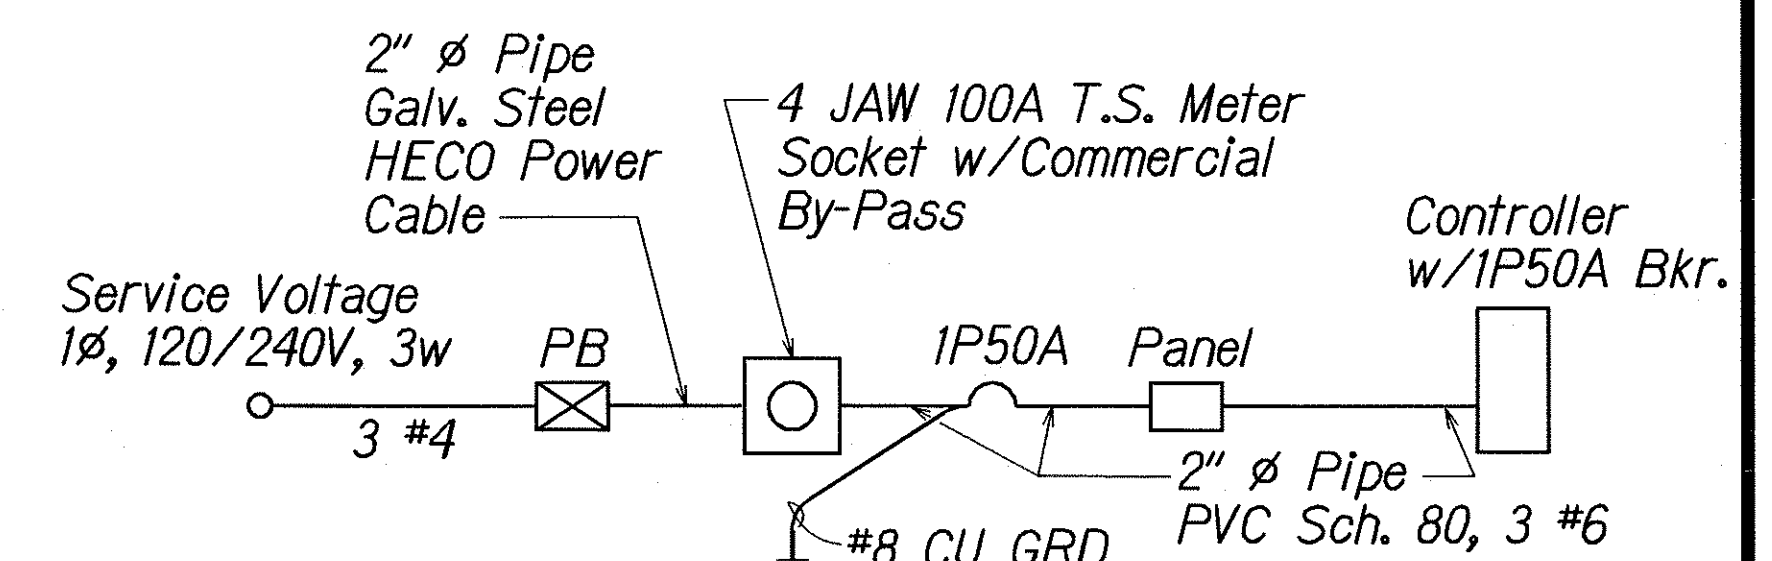 2" ø Pipe
Galv. Steel
HECO Power
Cable
4 JAW 100A T.S. Meter
Socket w/Commercial
By-Pass
Controller
w/1P50A Bkr.
Service Voltage
1ø, 120/240V, 3w
PB
1P50A
Panel
3 #4
2" ø Pipe
PVC Sch. 80, 3 #6
#8 CU GRD